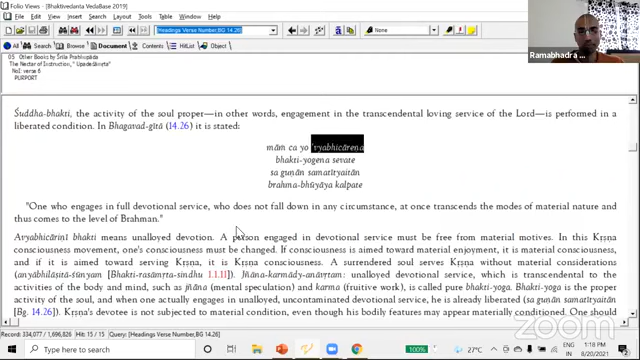 Folio Views - [Bhaktivedanta VedaBase 2019]
File Edit View Search Layout Tools Window Help
[Headings Verse Number,BG 14.26]
All Search Browse Document Contents Hit List Object
05 Other Books by Śrīla Prabhupāda
The Nectar of Instruction, "Upadeśāmṛta"
NoI verse 6
PURPORT
Śuddha-bhakti, the activity of the soul proper—in other words, engagement in the transcendental loving service of the Lord—is performed in a
liberated condition. In Bhagavad-gītā (14.26) it is stated:
māṁ ca yo 'vyabhicāreṇa
bhakti-yogena sevate
sa guṇān samatītyaitān
brahma-bhūyāya kalpate
"One who engages in full devotional service, who does not fall down in any circumstance, at once transcends the modes of material nature and
thus comes to the level of Brahman."
Avyabhicāriṇī bhakti means unalloyed devotion. A person engaged in devotional service must be free from material motives. In this Kṛṣṇa
consciousness movement, one's consciousness must be changed. If consciousness is aimed toward material enjoyment, it is material consciousness,
and if it is aimed toward serving Kṛṣṇa, it is Kṛṣṇa consciousness. A surrendered soul serves Kṛṣṇa without material considerations
(anyābhilāṣitā-śūnyam [Bhakti-rasāmṛta-sindhu 1.1.11]). Jñāna-karmādy-anāvṛtam: unalloyed devotional service, which is transcendental to the
activities of the body and mind, such as jñāna (mental speculation) and karma (fruitive work), is called pure bhakti-yoga. Bhakti-yoga is the
proper activity of the soul, and when one actually engages in unalloyed, uncontaminated devotional service, he is already liberated (sa guṇān samatītyaitān
[Bg. 14.26]). Kṛṣṇa's devotee is not subjected to material condition, even though his bodily features may appear materially conditioned. One should
Record: 334,077 / 1,696,826 Hit: 15 / 15 Query: [Headings Verse Number,BG 14.26]
Type here to search
100%
27°C
ENG
IN
1:18 PM
8/20/2021
Ramabhadra
zoom